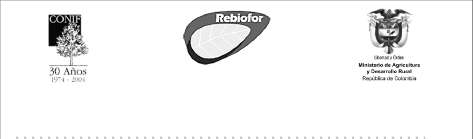 CONIF
30 Años
1974 - 2004
Rebiofor
Libertad y Orden
Ministerio de Agricultura
y Desarrollo Rural
República de Colombia